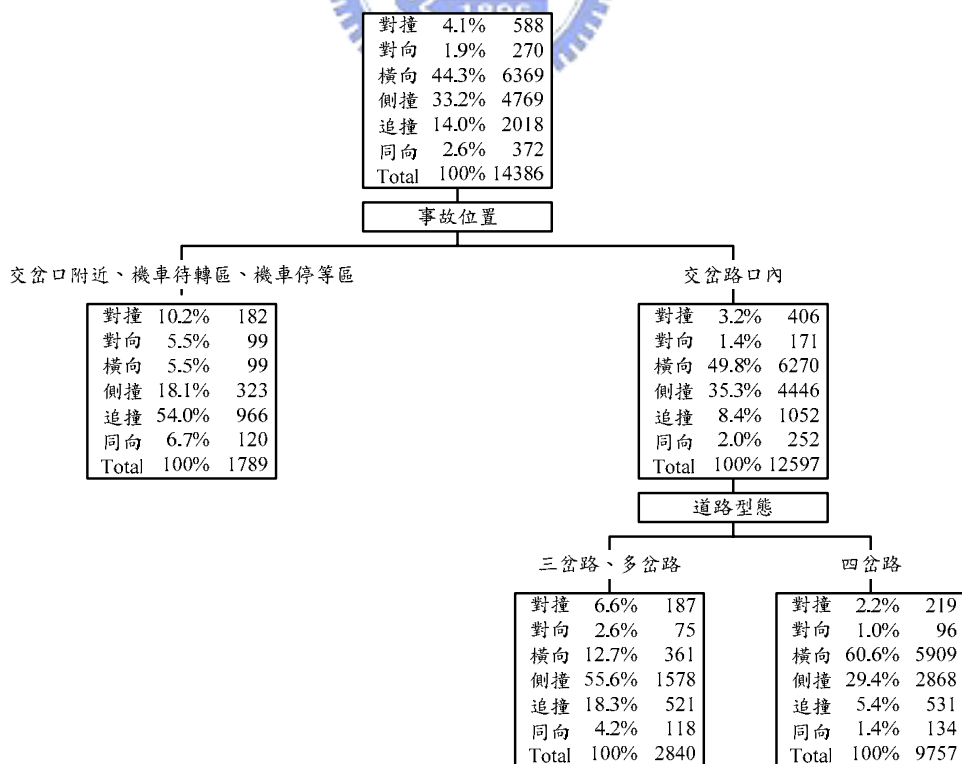 1896
對撞 4.1% 588
對向 1.9% 270
橫向 44.3% 6369
側撞 33.2% 4769
追撞 14.0% 2018
同向 2.6% 372
Total 100% 14386
事故位置
交岔口附近、機車待轉區、機車停等區
對撞 10.2% 182
對向 5.5% 99
橫向 5.5% 99
側撞 18.1% 323
追撞 54.0% 966
同向 6.7% 120
Total 100% 1789
交岔路口內
對撞 3.2% 406
對向 1.4% 171
橫向 49.8% 6270
側撞 35.3% 4446
追撞 8.4% 1052
同向 2.0% 252
Total 100% 12597
道路型態
三岔路、多岔路
對撞 6.6% 187
對向 2.6% 75
橫向 12.7% 361
側撞 55.6% 1578
追撞 18.3% 521
同向 4.2% 118
Total 100% 2840
四岔路
對撞 2.2% 219
對向 1.0% 96
橫向 60.6% 5909
側撞 29.4% 2868
追撞 5.4% 531
同向 1.4% 134
Total 100% 9757